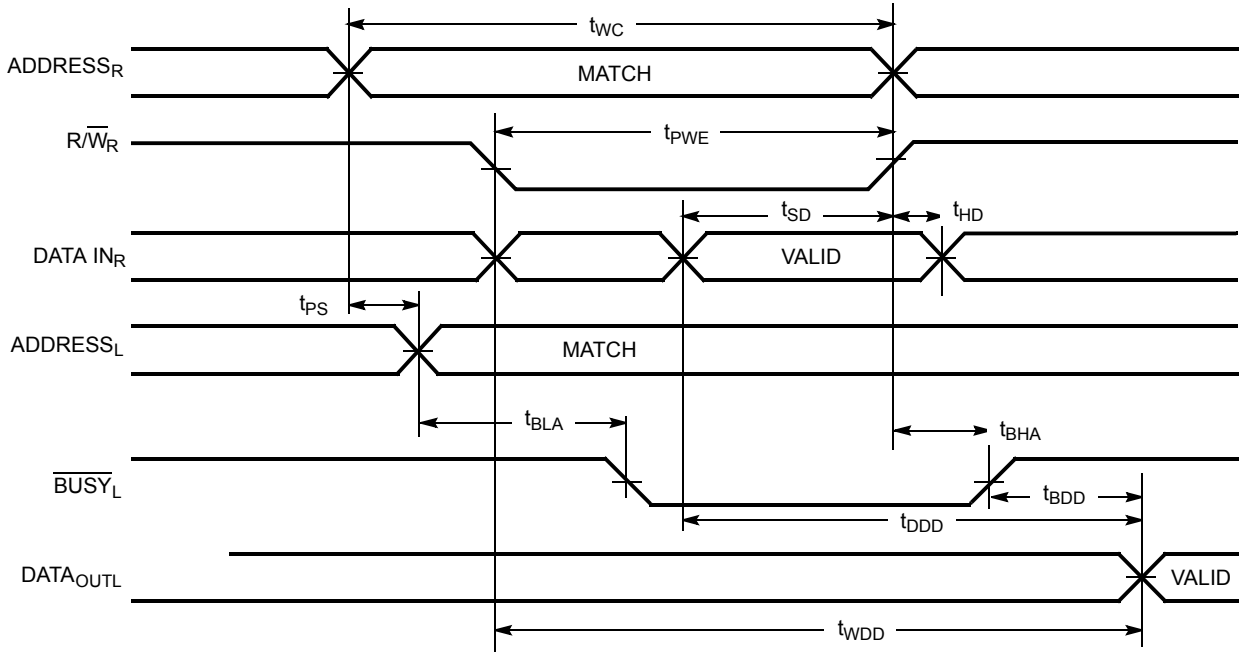 tWC
ADDRESSR
MATCH
R/W̅R
tPWE
tSD
tHD
DATA INR
VALID
tPS
ADDRESSL
MATCH
tBLA
tBHA
B̅U̅S̅Y̅L
tBDD
tDDD
DATAOUTL
VALID
tWDD